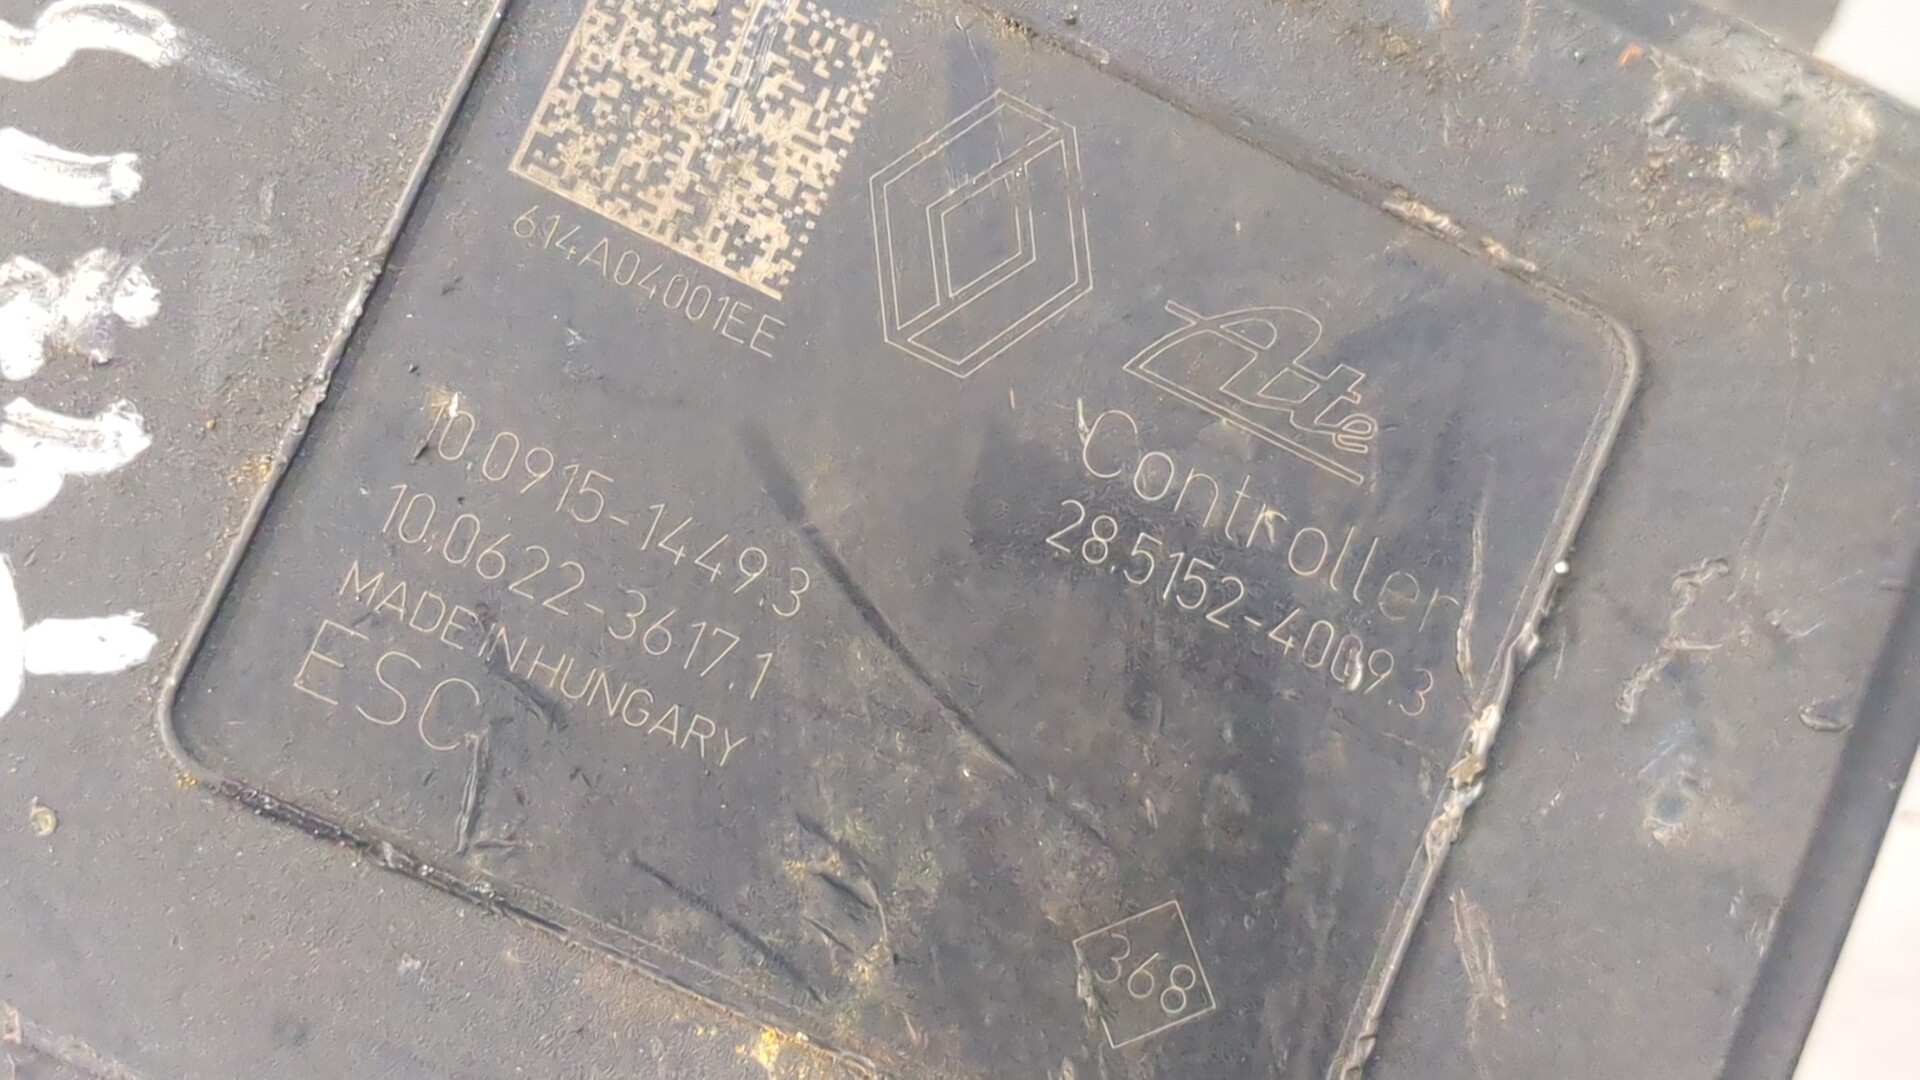 614A04001EE
Ate
Controller
28.5152-4009.3
10.0915-1449.3
10.0622-3617.1
MADE IN HUNGARY
ESC
368